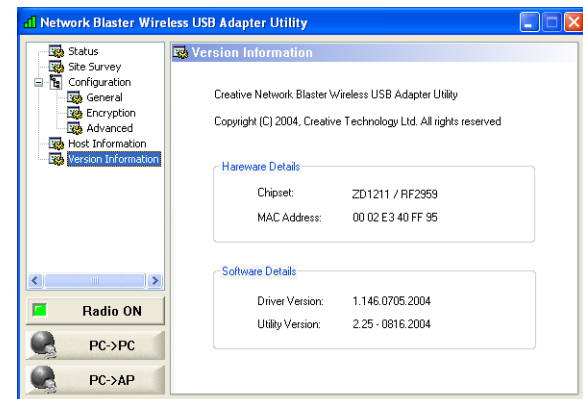 Network Blaster Wireless USB Adapter Utility
Status
Site Survey
Configuration
General
Encryption
Advanced
Host Information
Version Information
Radio ON
PC->PC
PC->AP
Version Information
Creative Network Blaster Wireless USB Adapter Utility
Copyright (C) 2004, Creative Technology Ltd. All rights reserved
Hareware Details
Chipset: ZD1211 / RF2959
MAC Address: 00 02 E3 40 FF 95
Software Details
Driver Version: 1.146.0705.2004
Utility Version: 2.25 - 0816.2004